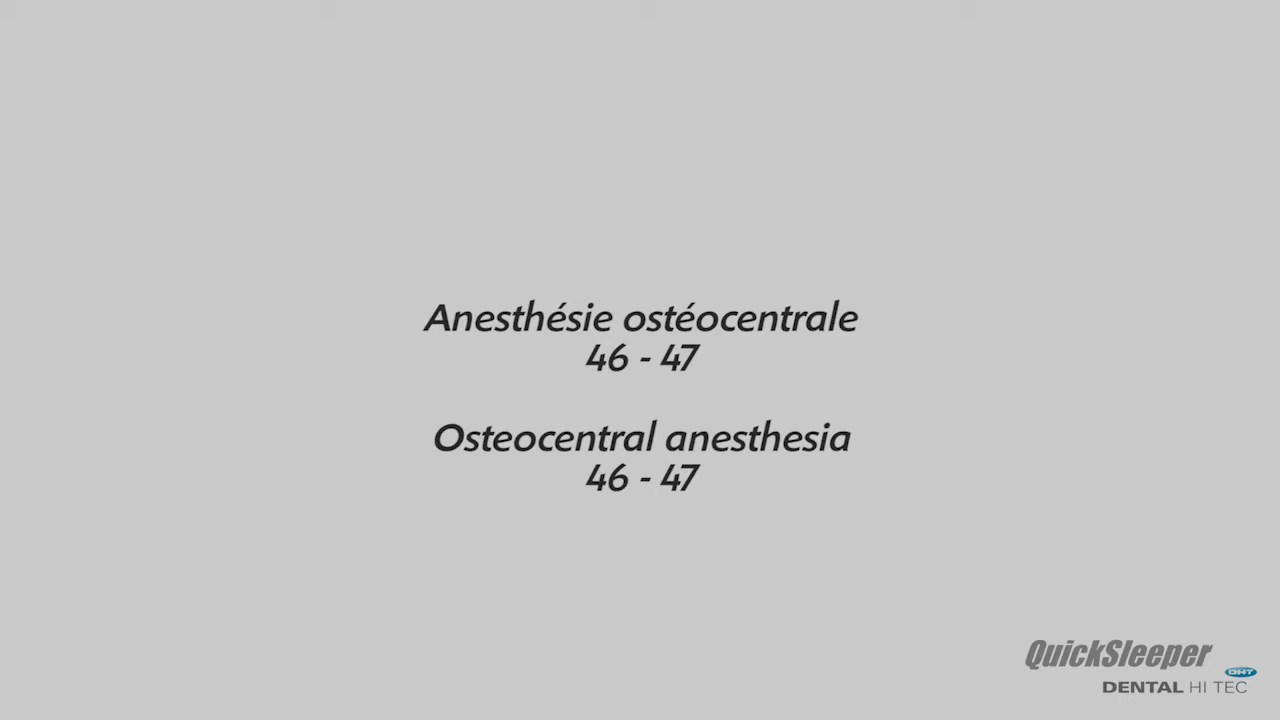 Anesthésie ostéocentrale
46 - 47
Osteocentral anesthesia
46 - 47
QuickSleeper
DHT
DENTAL HI TEC